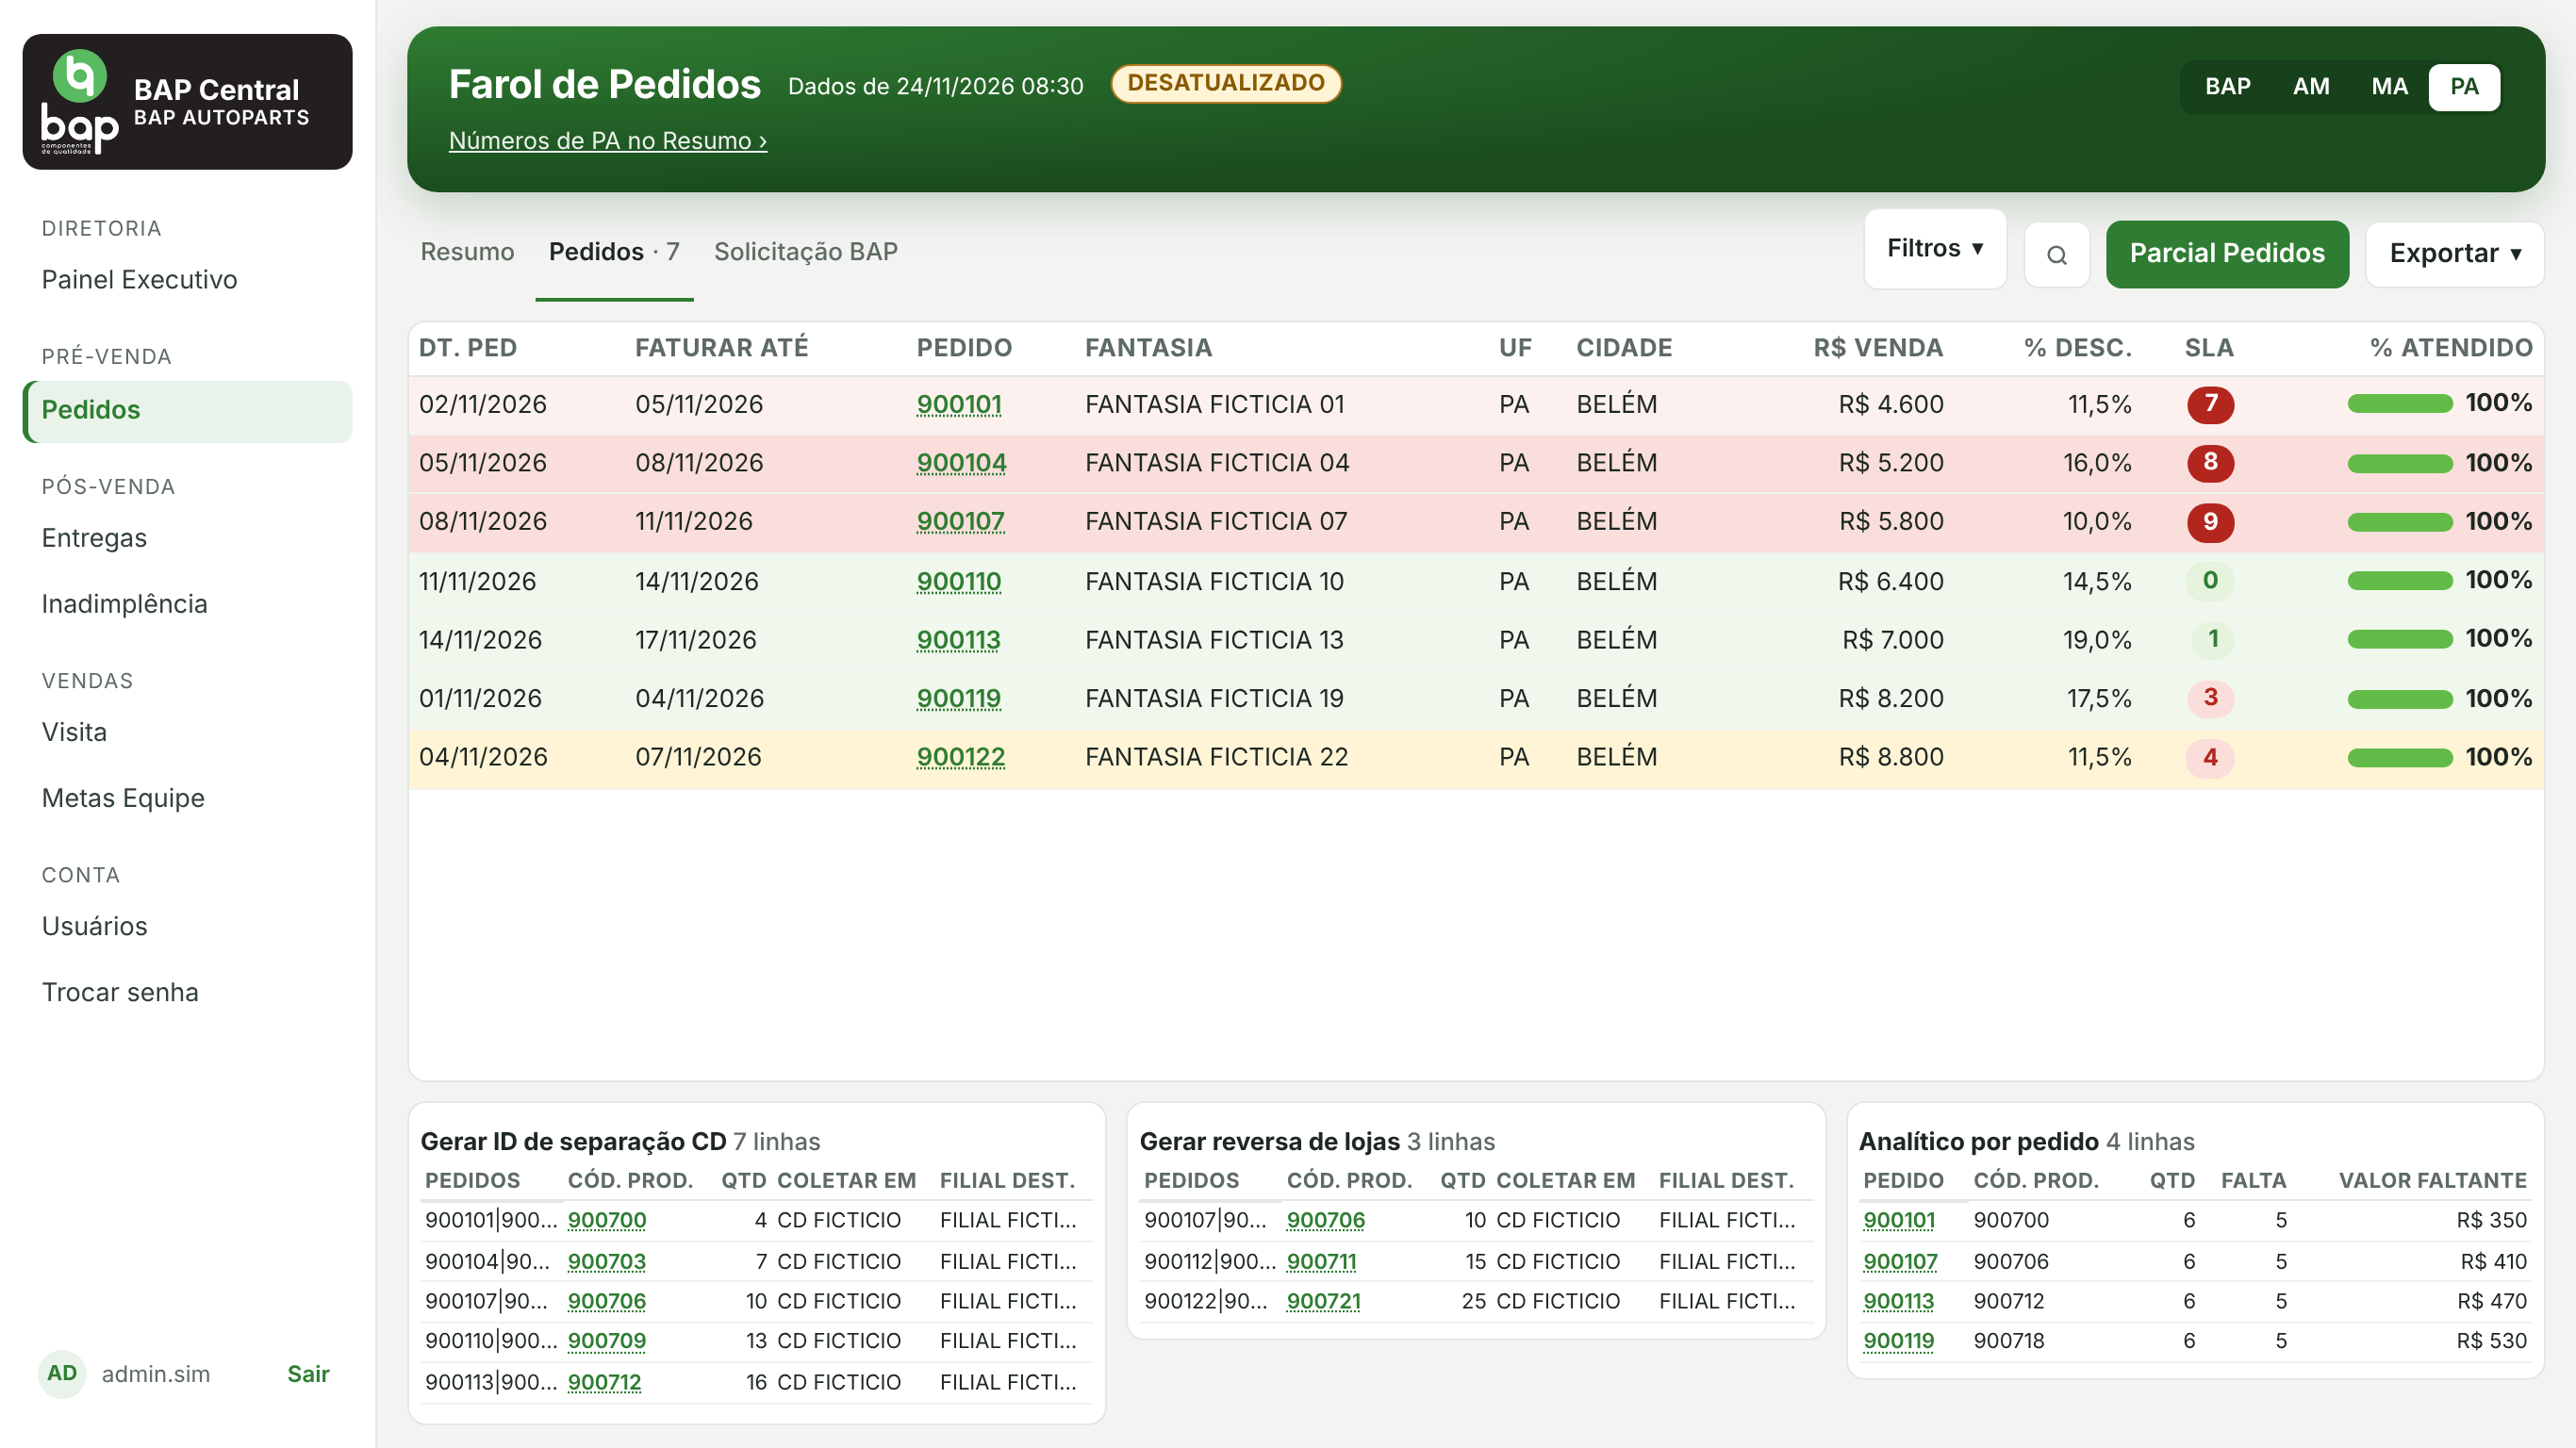 bap
componentes
de qualidade
BAP Central
BAP AUTOPARTS
DIRETORIA
Painel Executivo
PRÉ-VENDA
Pedidos
PÓS-VENDA
Entregas
Inadimplência
VENDAS
Visita
Metas Equipe
CONTA
Usuários
Trocar senha
AD admin.sim Sair
Farol de Pedidos Dados de 24/11/2026 08:30 DESATUALIZADO
Números de PA no Resumo ›
BAP AM MA PA
Resumo Pedidos · 7 Solicitação BAP
Filtros ▾ Parcial Pedidos Exportar ▾
DT. PED FATURAR ATÉ PEDIDO FANTASIA UF CIDADE R$ VENDA % DESC. SLA % ATENDIDO
02/11/2026 05/11/2026 900101 FANTASIA FICTICIA 01 PA BELÉM R$ 4.600 11,5% 7 100%
05/11/2026 08/11/2026 900104 FANTASIA FICTICIA 04 PA BELÉM R$ 5.200 16,0% 8 100%
08/11/2026 11/11/2026 900107 FANTASIA FICTICIA 07 PA BELÉM R$ 5.800 10,0% 9 100%
11/11/2026 14/11/2026 900110 FANTASIA FICTICIA 10 PA BELÉM R$ 6.400 14,5% 0 100%
14/11/2026 17/11/2026 900113 FANTASIA FICTICIA 13 PA BELÉM R$ 7.000 19,0% 1 100%
01/11/2026 04/11/2026 900119 FANTASIA FICTICIA 19 PA BELÉM R$ 8.200 17,5% 3 100%
04/11/2026 07/11/2026 900122 FANTASIA FICTICIA 22 PA BELÉM R$ 8.800 11,5% 4 100%
Gerar ID de separação CD 7 linhas
PEDIDOS CÓD. PROD. QTD COLETAR EM FILIAL DEST.
900101|900... 900700 4 CD FICTICIO FILIAL FICTI...
900104|90... 900703 7 CD FICTICIO FILIAL FICTI...
900107|90... 900706 10 CD FICTICIO FILIAL FICTI...
900110|900... 900709 13 CD FICTICIO FILIAL FICTI...
900113|900... 900712 16 CD FICTICIO FILIAL FICTI...
Gerar reversa de lojas 3 linhas
PEDIDOS CÓD. PROD. QTD COLETAR EM FILIAL DEST.
900107|90... 900706 10 CD FICTICIO FILIAL FICTI...
900112|900... 900711 15 CD FICTICIO FILIAL FICTI...
900122|90... 900721 25 CD FICTICIO FILIAL FICTI...
Analítico por pedido 4 linhas
PEDIDO CÓD. PROD. QTD FALTA VALOR FALTANTE
900101 900700 6 5 R$ 350
900107 900706 6 5 R$ 410
900113 900712 6 5 R$ 470
900119 900718 6 5 R$ 530